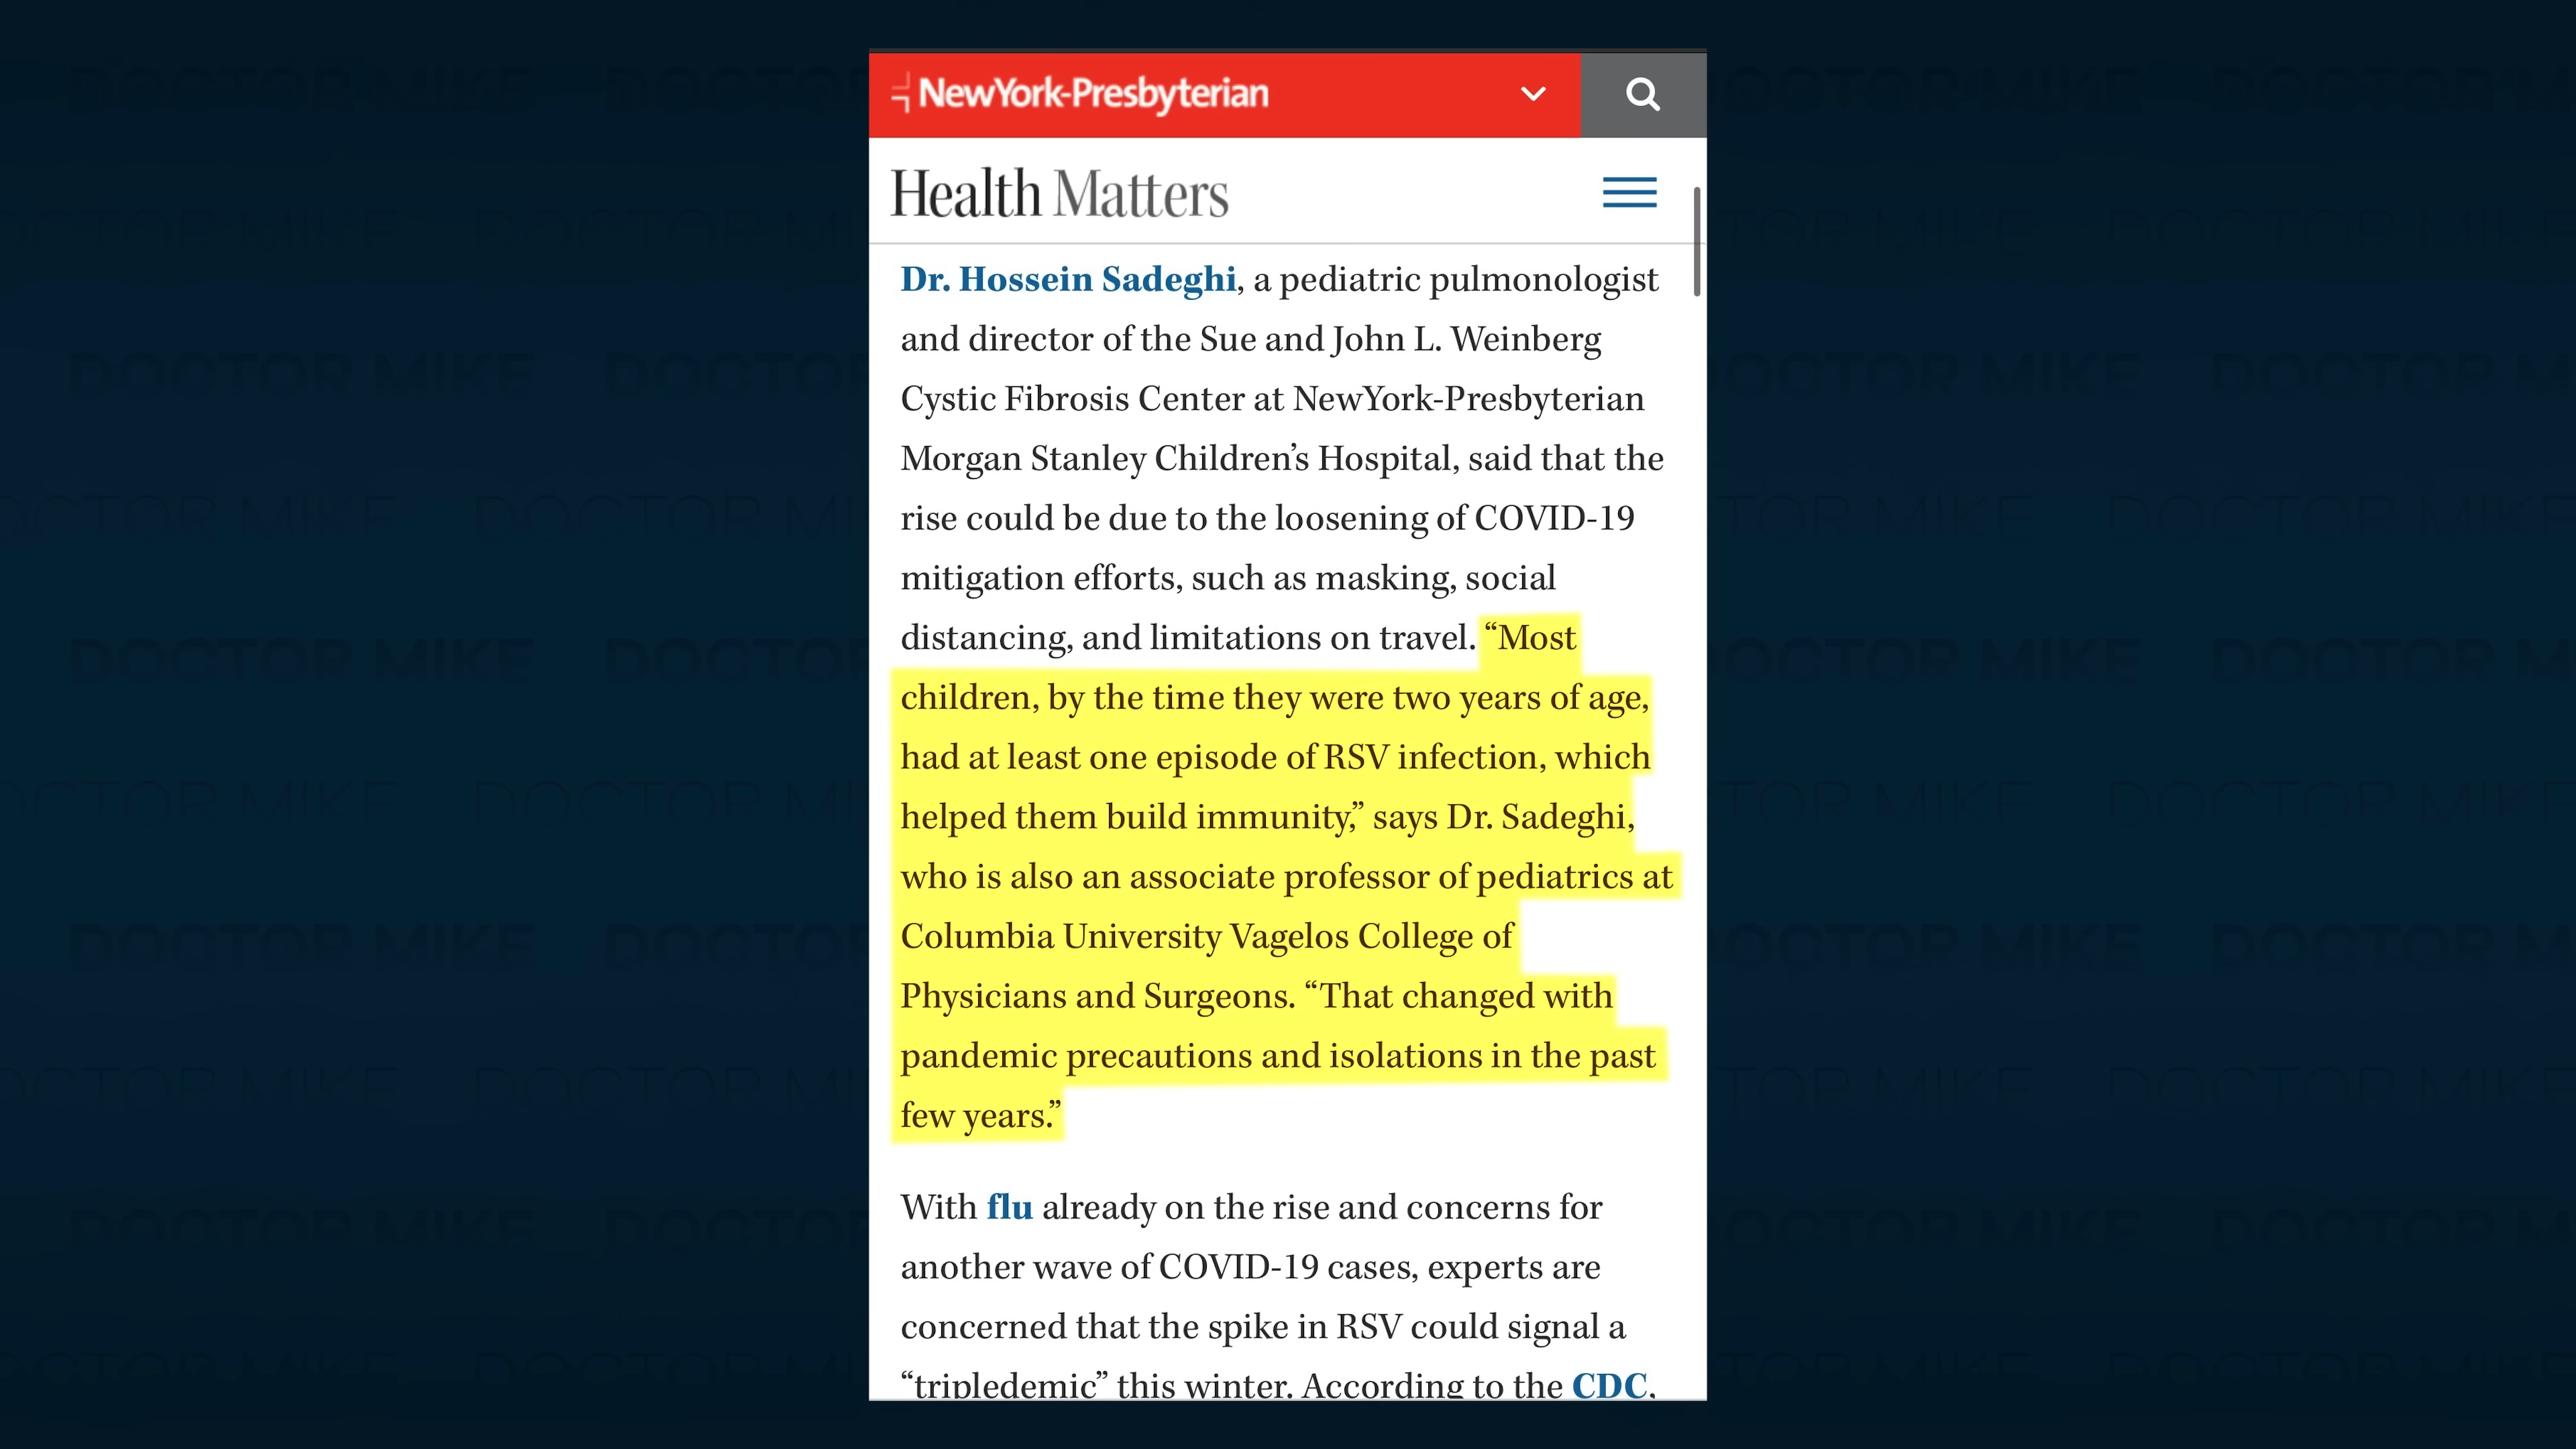 NewYork-Presbyterian
Health Matters
Dr. Hossein Sadeghi, a pediatric pulmonologist
and director of the Sue and John L. Weinberg
Cystic Fibrosis Center at NewYork-Presbyterian
Morgan Stanley Children’s Hospital, said that the
rise could be due to the loosening of COVID-19
mitigation efforts, such as masking, social
distancing, and limitations on travel. “Most
children, by the time they were two years of age,
had at least one episode of RSV infection, which
helped them build immunity,” says Dr. Sadeghi,
who is also an associate professor of pediatrics at
Columbia University Vagelos College of
Physicians and Surgeons. “That changed with
pandemic precautions and isolations in the past
few years.”
With flu already on the rise and concerns for
another wave of COVID-19 cases, experts are
concerned that the spike in RSV could signal a
“tripledemic” this winter. According to the CDC,
DOCTOR MIKE